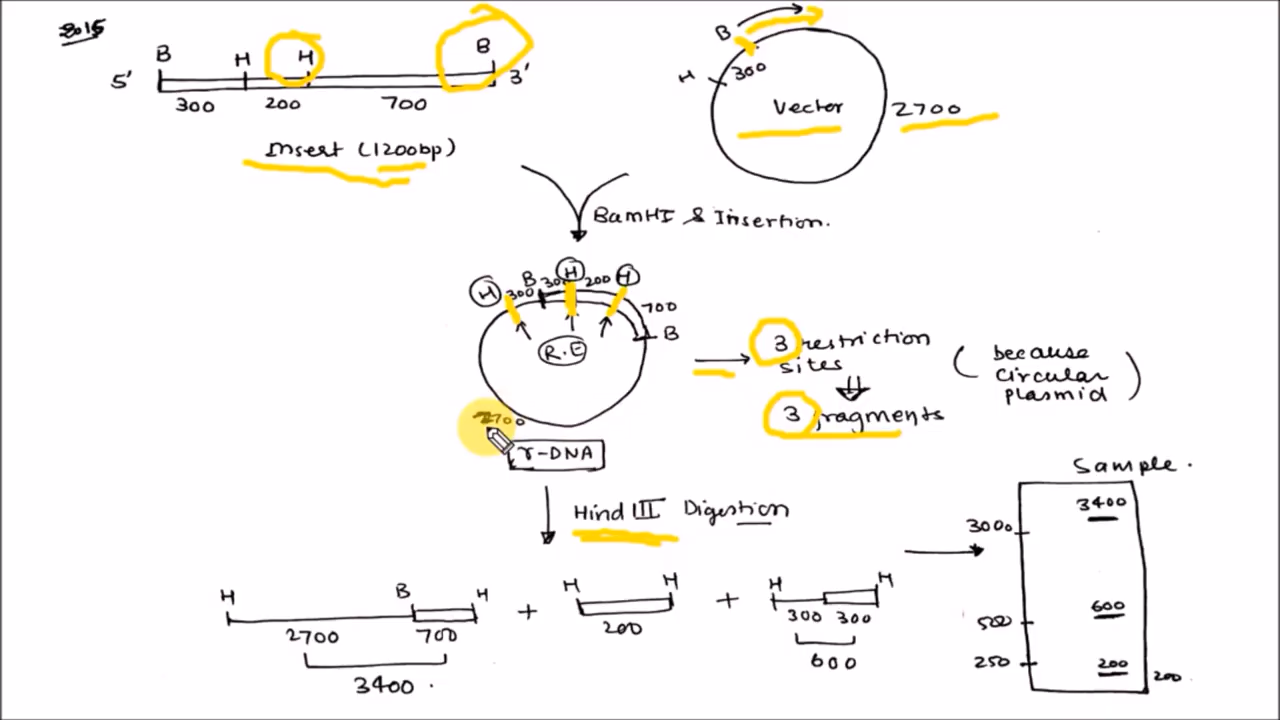 2015
B H H B
5' 3'
300 200 700
Insert (1200bp)
B
H 300
Vector 2700
BamHI & Insertion.
H 300 B 300 H 200 H
700
B
R.E
2700
r-DNA
3 restriction
sites
3 fragments
(because
circular
plasmid)
Hind III Digestion
H B H
2700 700
3400.
+
H H
200
+
H H
300 300
600
Sample.
3000
500
250
3400
600
200
200